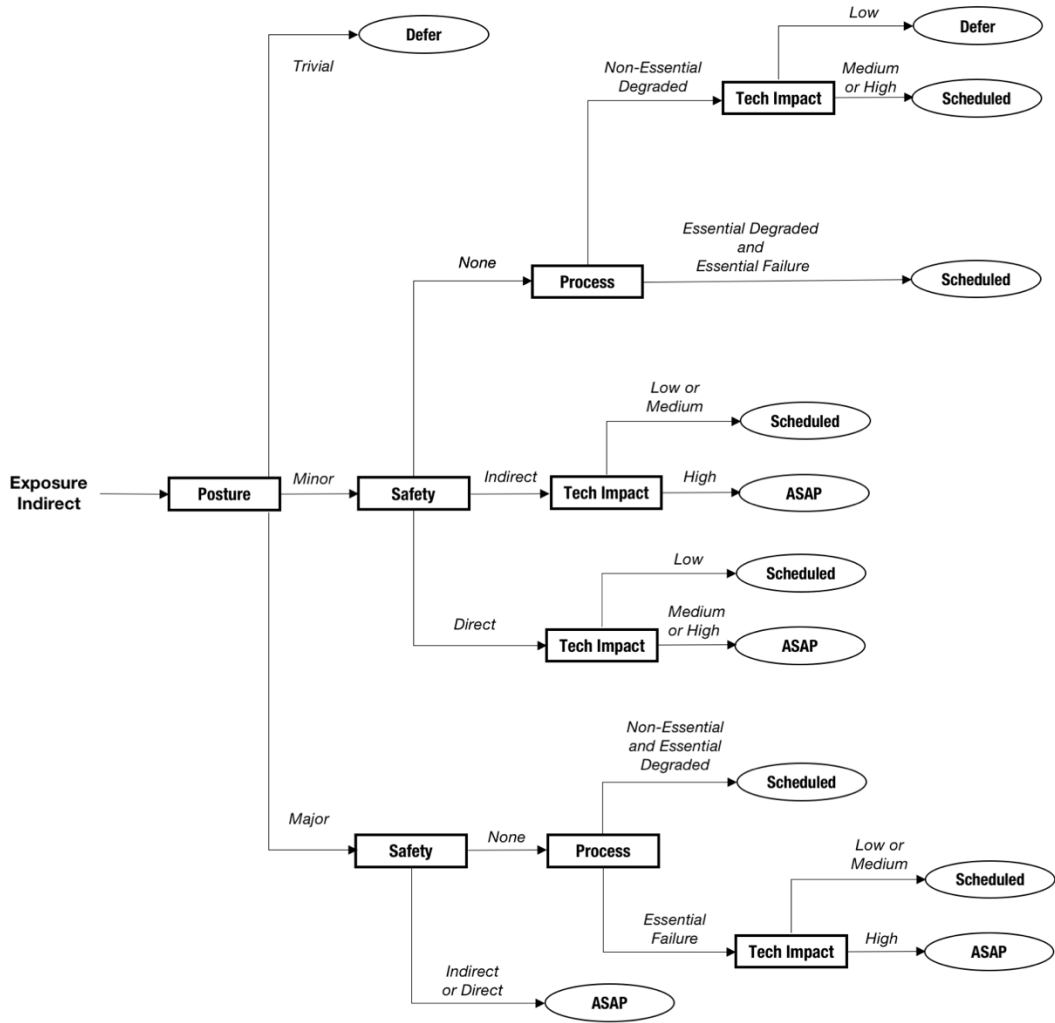 Defer
Trivial
Low
Defer
Non-Essential
Degraded
Tech Impact
Medium
or High
Scheduled
None
Process
Essential Degraded
and
Essential Failure
Scheduled
Low or
Medium
Scheduled
Exposure
Indirect
Posture
Minor
Safety
Indirect
Tech Impact
High
ASAP
Low
Scheduled
Direct
Tech Impact
Medium
or High
ASAP
Non-Essential
and Essential
Degraded
Scheduled
Major
Safety
None
Process
Low or
Medium
Scheduled
Essential
Failure
Tech Impact
High
ASAP
Indirect
or Direct
ASAP